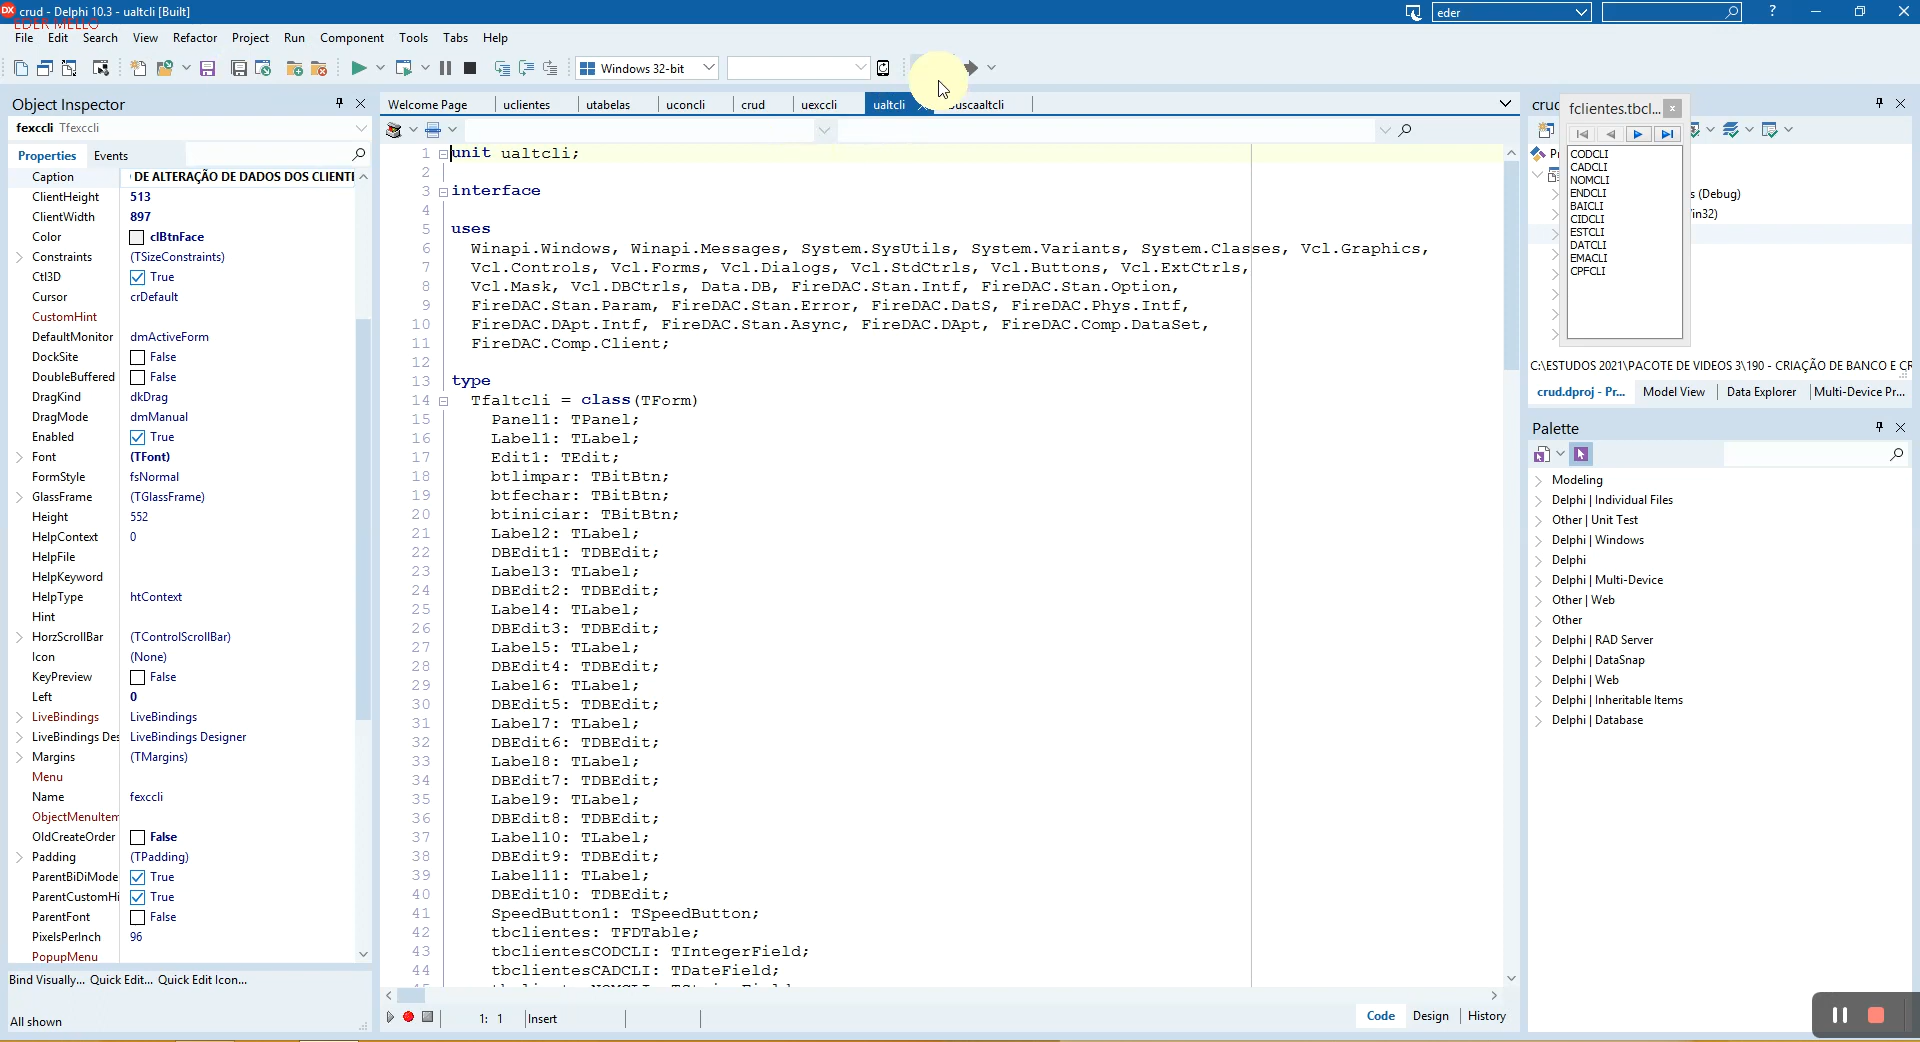 crud - Delphi 10.3 - ualtcli [Built]
eder
?
EDER MELLO
File Edit Search View Refactor Project Run Component Tools Tabs Help
Windows 32-bit
Object Inspector
fexccli Tfexccli
Properties Events
Caption DE ALTERAÇÃO DE DADOS DOS CLIENTI
ClientHeight 513
ClientWidth 897
Color clBtnFace
Constraints (TSizeConstraints)
Ctl3D True
Cursor crDefault
CustomHint
DefaultMonitor dmActiveForm
DockSite False
DoubleBuffered False
DragKind dkDrag
DragMode dmManual
Enabled True
Font (TFont)
FormStyle fsNormal
GlassFrame (TGlassFrame)
Height 552
HelpContext 0
HelpFile
HelpKeyword
HelpType htContext
Hint
HorzScrollBar (TControlScrollBar)
Icon (None)
KeyPreview False
Left 0
LiveBindings LiveBindings
LiveBindings Des LiveBindings Designer
Margins (TMargins)
Menu
Name fexccli
ObjectMenuItem
OldCreateOrder False
Padding (TPadding)
ParentBiDiMode True
ParentCustomHi True
ParentFont False
PixelsPerInch 96
PopupMenu
Bind Visually... Quick Edit... Quick Edit Icon...
All shown
Welcome Page uclientes utabelas uconcli crud uexccli ualtcli buscaaltcli
1 unit ualtcli;
2
3 interface
4
5 uses
6 Winapi.Windows, Winapi.Messages, System.SysUtils, System.Variants, System.Classes, Vcl.Graphics,
7 Vcl.Controls, Vcl.Forms, Vcl.Dialogs, Vcl.StdCtrls, Vcl.Buttons, Vcl.ExtCtrls,
8 Vcl.Mask, Vcl.DBCtrls, Data.DB, FireDAC.Stan.Intf, FireDAC.Stan.Option,
9 FireDAC.Stan.Param, FireDAC.Stan.Error, FireDAC.DatS, FireDAC.Phys.Intf,
10 FireDAC.DApt.Intf, FireDAC.Stan.Async, FireDAC.DApt, FireDAC.Comp.DataSet,
11 FireDAC.Comp.Client;
12
13 type
14 Tfaltcli = class(TForm)
15 Panel1: TPanel;
16 Label1: TLabel;
17 Edit1: TEdit;
18 btlimpar: TBitBtn;
19 btfechar: TBitBtn;
20 btiniciar: TBitBtn;
21 Label2: TLabel;
22 DBEdit1: TDBEdit;
23 Label3: TLabel;
24 DBEdit2: TDBEdit;
25 Label4: TLabel;
26 DBEdit3: TDBEdit;
27 Label5: TLabel;
28 DBEdit4: TDBEdit;
29 Label6: TLabel;
30 DBEdit5: TDBEdit;
31 Label7: TLabel;
32 DBEdit6: TDBEdit;
33 Label8: TLabel;
34 DBEdit7: TDBEdit;
35 Label9: TLabel;
36 DBEdit8: TDBEdit;
37 Label10: TLabel;
38 DBEdit9: TDBEdit;
39 Label11: TLabel;
40 DBEdit10: TDBEdit;
41 SpeedButton1: TSpeedButton;
42 tbclientes: TFDTable;
43 tbclientesCODCLI: TIntegerField;
44 tbclientesCADCLI: TDateField;
1: 1 Insert
Code Design History
fclientes.tbcl...
CODCLI
CADCLI
NOMCLI
ENDCLI
BAICLI
CIDCLI
ESTCLI
DATCLI
EMACLI
CPFCLI
s (Debug)
in32)
C:\ESTUDOS 2021\PACOTE DE VIDEOS 3\190 - CRIAÇÃO DE BANCO E CR
crud.dproj - Pr... Model View Data Explorer Multi-Device Pr...
Palette
Modeling
Delphi | Individual Files
Other | Unit Test
Delphi | Windows
Delphi
Delphi | Multi-Device
Other | Web
Other
Delphi | RAD Server
Delphi | DataSnap
Delphi | Web
Delphi | Inheritable Items
Delphi | Database